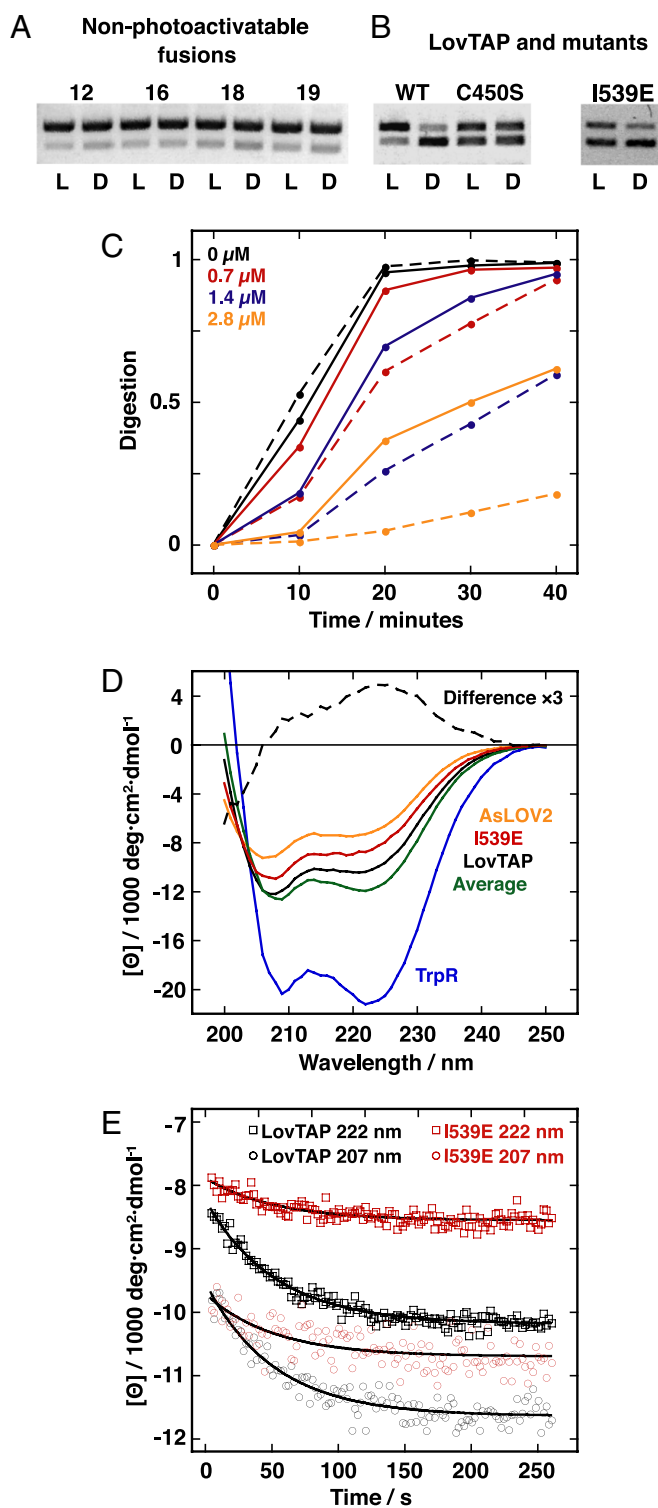 A
Non-photoactivatable
fusions
12 16 18 19
L D L D L D L D
B
LovTAP and mutants
WT C450S I539E
L D L D L D
C
0 µM
0.7 µM
1.4 µM
2.8 µM
1
0.5
0
Digestion
0 10 20 30 40
Time / minutes
D
Difference ×3
AsLOV2
I539E
LovTAP
Average
TrpR
4
0
-4
-8
-12
-16
-20
[Θ] / 1000 deg·cm²·dmol⁻¹
200 210 220 230 240 250
Wavelength / nm
E
LovTAP 222 nm I539E 222 nm
LovTAP 207 nm I539E 207 nm
-7
-8
-9
-10
-11
-12
[Θ] / 1000 deg·cm²·dmol⁻¹
0 50 100 150 200 250
Time / s